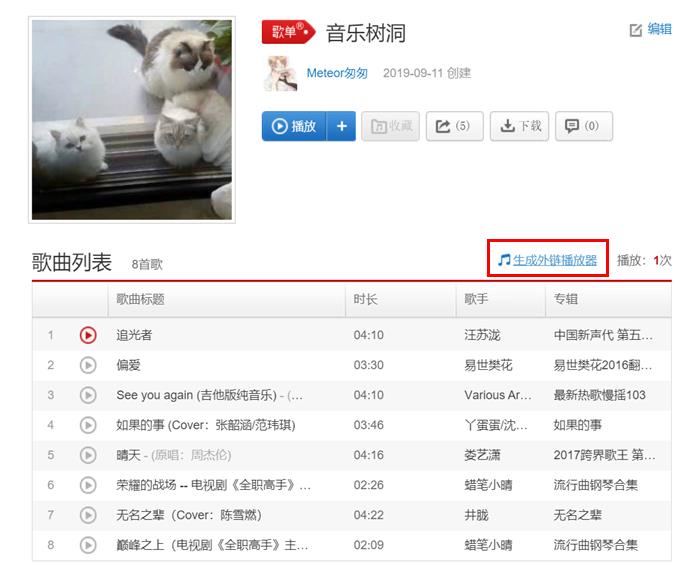 歌单® 音乐树洞 编辑
Meteor匆匆 2019-09-11 创建
播放 + 收藏 (5) 下载 (0)
歌曲列表 8首歌 生成外链播放器 播放：1次
歌曲标题 时长 歌手 专辑
1 追光者 04:10 汪苏泷 中国新声代 第五...
2 偏爱 03:30 易世樊花 易世樊花2016翻...
3 See you again (吉他版纯音乐) - (... 04:10 Various Ar... 最新热歌慢摇103
4 如果的事 (Cover：张韶涵/范玮琪) 03:46 丫蛋蛋/沈... 如果的事
5 晴天 - (原唱：周杰伦) 04:16 娄艺潇 2017跨界歌王 第...
6 荣耀的战场 -- 电视剧《全职高手》... 02:26 蜡笔小晴 流行曲钢琴合集
7 无名之辈（Cover：陈雪燃） 04:22 井胧 无名之辈
8 巅峰之上（电视剧《全职高手》主... 02:09 蜡笔小晴 流行曲钢琴合集